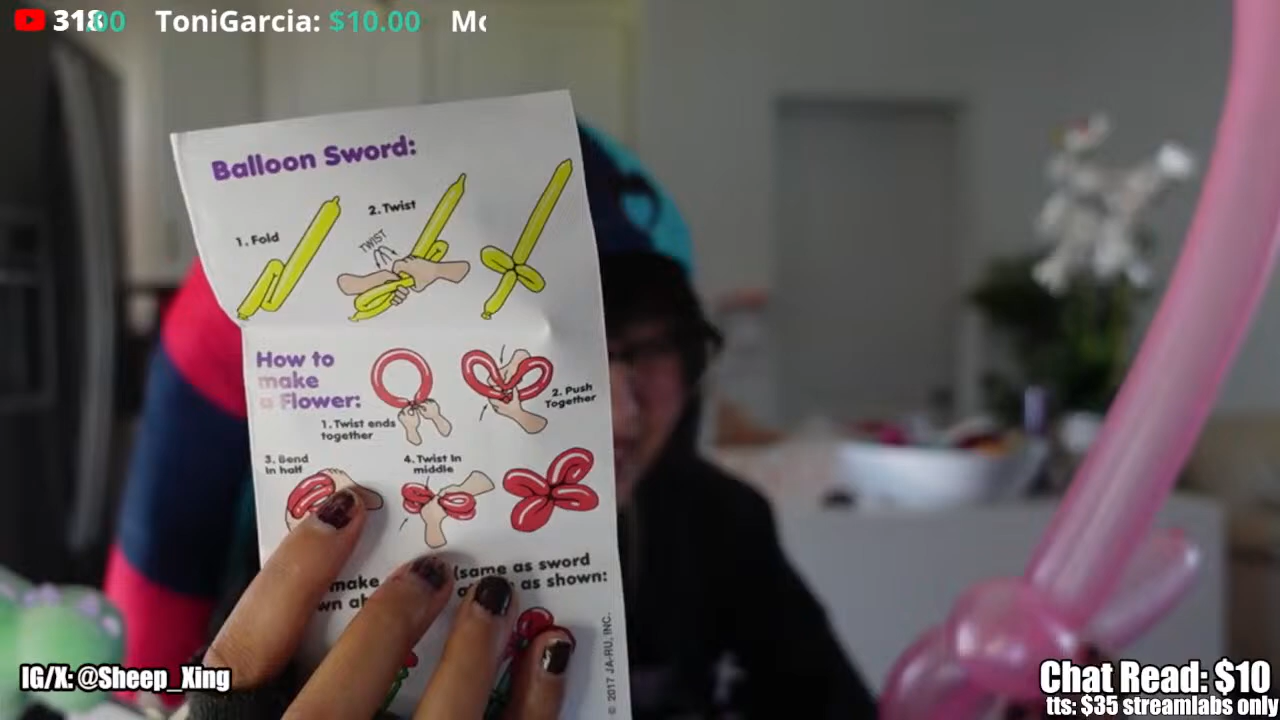 318 .00 ToniGarcia: $10.00
Balloon Sword:
2. Twist
1. Fold
TWIST
How to
make
a Flower:
2. Push
Together
1. Twist ends
together
3. Bend
in half
4. Twist in
middle
make (same as sword
as shown:
© 2017 JA-RU, INC.
IG/X: @Sheep_Xing
Chat Read: $10
tts: $35 streamlabs only